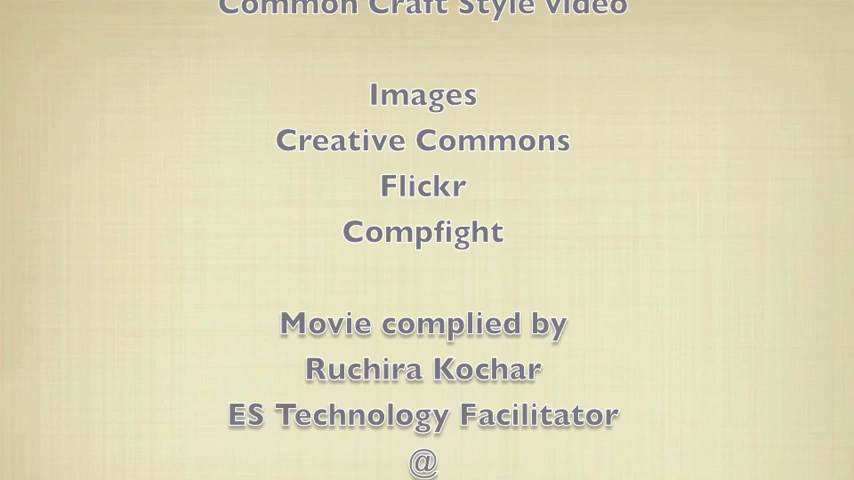 Common Craft Style video
Images
Creative Commons
Flickr
Compfight
Movie complied by
Ruchira Kochar
ES Technology Facilitator
@